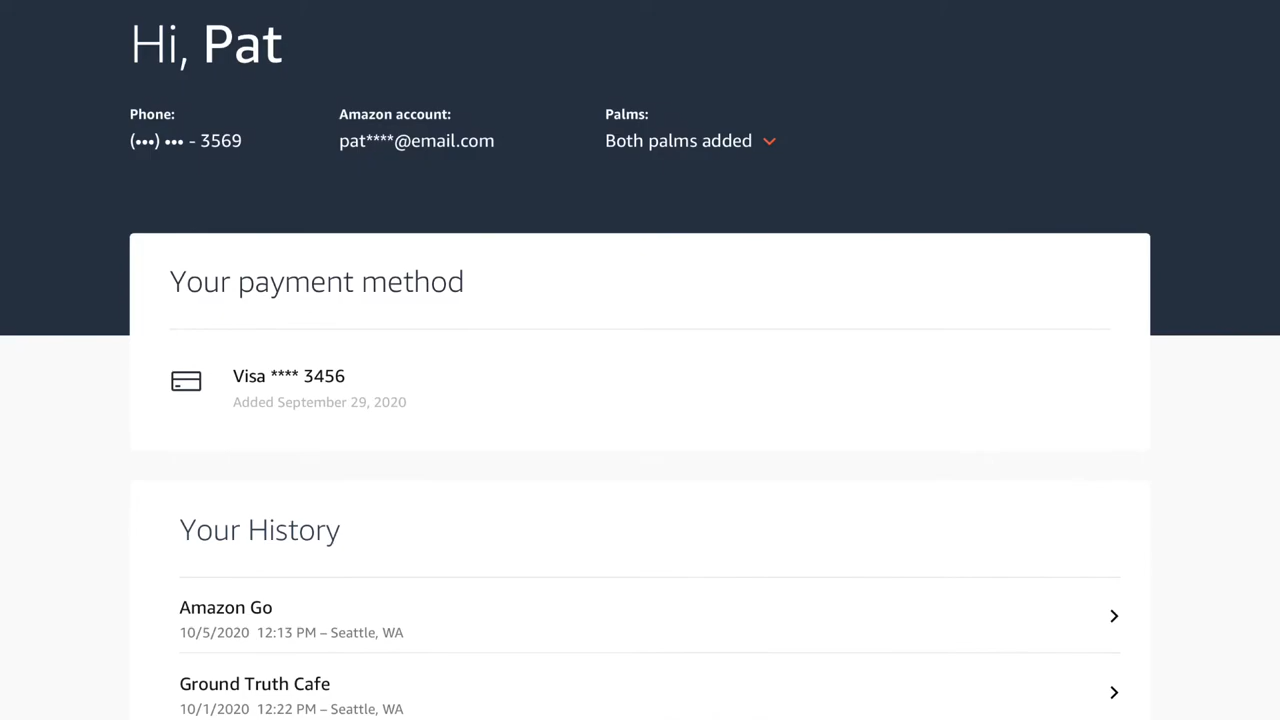 Hi, Pat
Phone: Amazon account: Palms:
(•••) ••• - 3569 pat****@email.com Both palms added
Your payment method
Visa **** 3456
Added September 29, 2020
Your History
Amazon Go
10/5/2020 12:13 PM – Seattle, WA
Ground Truth Cafe
10/1/2020 12:22 PM – Seattle, WA